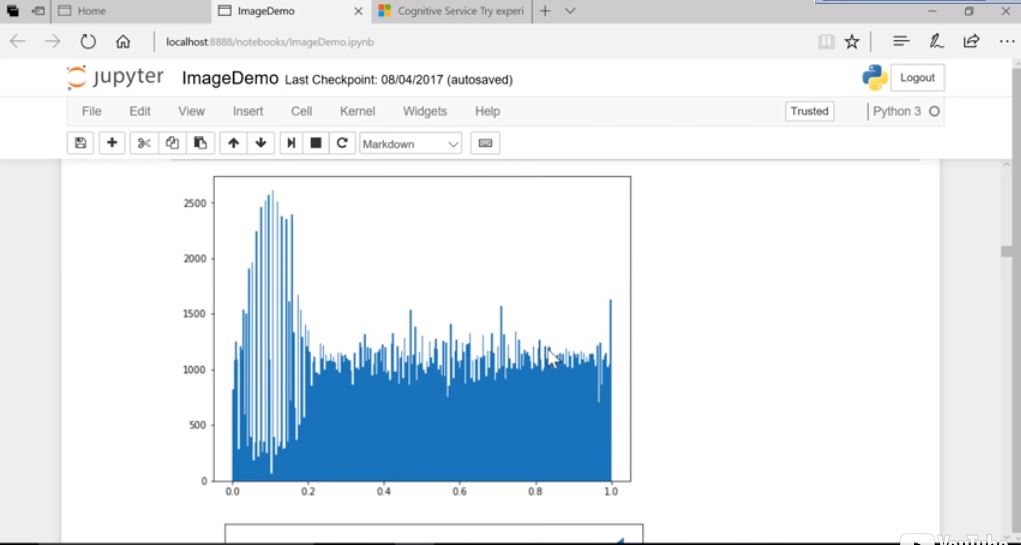 Home
ImageDemo
Cognitive Service Try experi
localhost:8888/notebooks/ImageDemo.ipynb
jupyter ImageDemo Last Checkpoint: 08/04/2017 (autosaved)
Logout
File Edit View Insert Cell Kernel Widgets Help
Trusted
Python 3
Markdown
2500
2000
1500
1000
500
0
0.0 0.2 0.4 0.6 0.8 1.0
YouTube